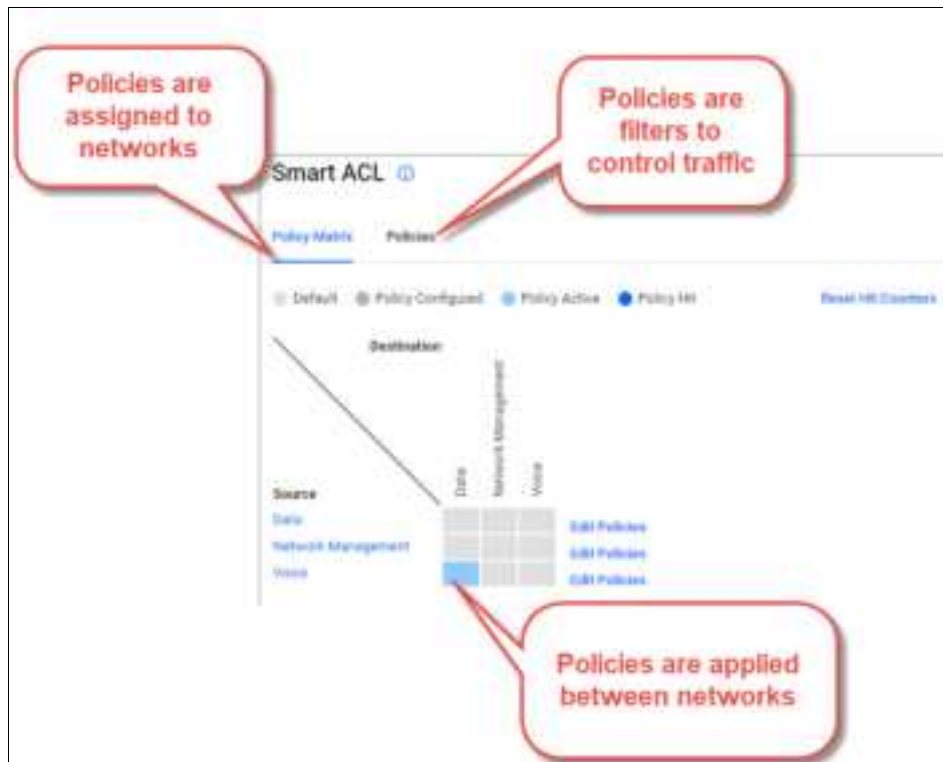 Policies are
assigned to
networks
Policies are
filters to
control traffic
Smart ACL
Policy Matrix Policies
Default Policy Configured Policy Active Policy Hit Reset Hit Counters
Destination
Data
Network Management
Voice
Source
Data Edit Policies
Network Management Edit Policies
Voice Edit Policies
Policies are applied
between networks